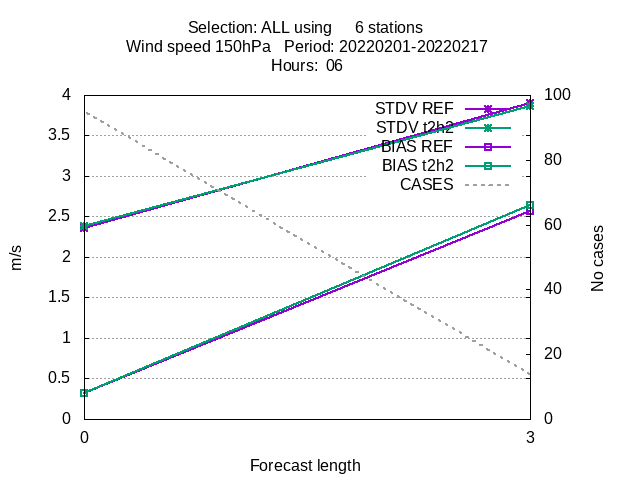 Selection: ALL using 6 stations
Wind speed 150hPa Period: 20220201-20220217
Hours: 06
STDV REF
STDV t2h2
BIAS REF
BIAS t2h2
CASES
4
3.5
3
2.5
2
1.5
1
0.5
0
m/s
100
80
60
40
20
0
No cases
0
3
Forecast length